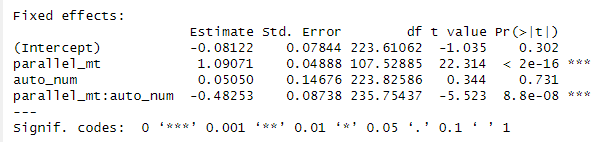 Fixed effects:
Estimate Std. Error df t value Pr(>|t|)
(Intercept) -0.08122 0.07844 223.61062 -1.035 0.302
parallel_mt 1.09071 0.04888 107.52885 22.314 < 2e-16 ***
auto_num 0.05050 0.14676 223.82586 0.344 0.731
parallel_mt:auto_num -0.48253 0.08738 235.75437 -5.523 8.8e-08 ***
---
Signif. codes: 0 ‘***’ 0.001 ‘**’ 0.01 ‘*’ 0.05 ‘.’ 0.1 ‘ ’ 1